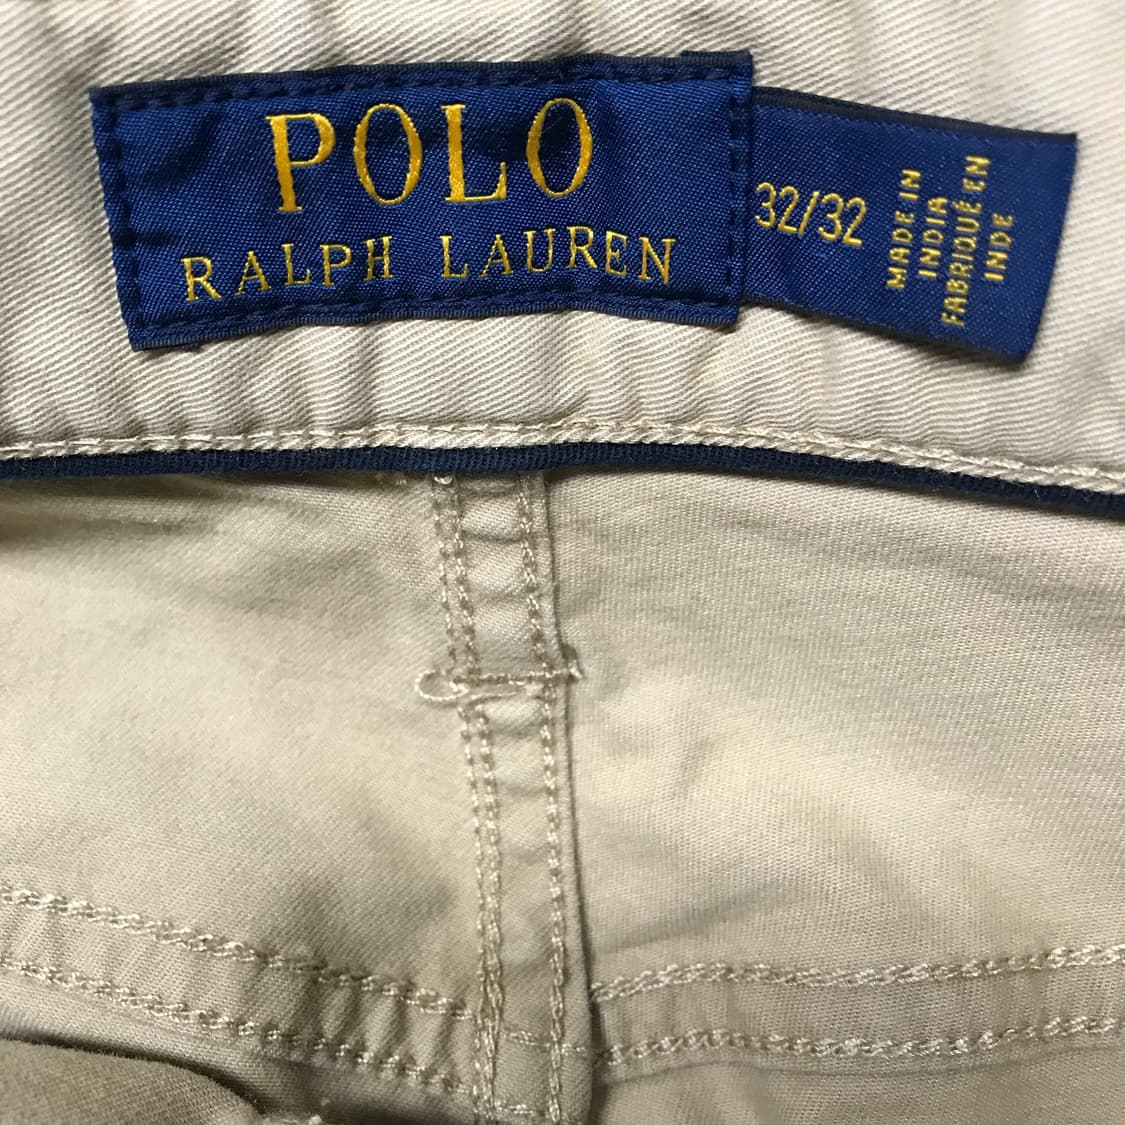 POLO
RALPH LAUREN
32/32
MADE IN
INDIA
FABRIQUÉ EN
INDE